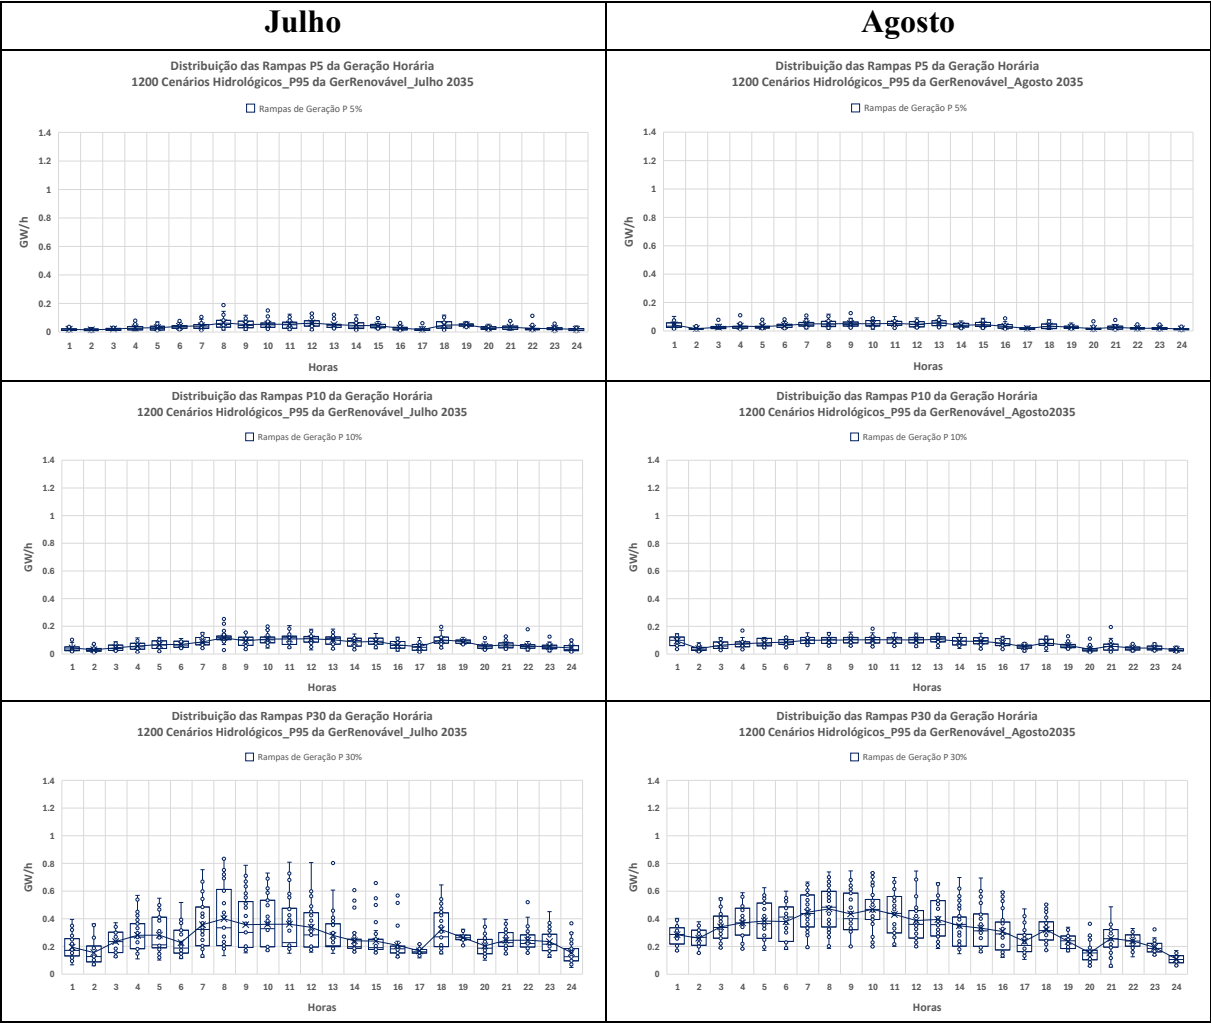 Julho
Agosto
Distribuição das Rampas P5 da Geração Horária
1200 Cenários Hidrológicos_P95 da GerRenovável_Julho 2035
Rampas de Geração P 5%
1.4
1.2
1
0.8
0.6
0.4
0.2
0
GW/h
1 2 3 4 5 6 7 8 9 10 11 12 13 14 15 16 17 18 19 20 21 22 23 24
Horas
Distribuição das Rampas P5 da Geração Horária
1200 Cenários Hidrológicos_P95 da GerRenovável_Agosto 2035
Rampas de Geração P 5%
1.4
1.2
1
0.8
0.6
0.4
0.2
0
GW/h
1 2 3 4 5 6 7 8 9 10 11 12 13 14 15 16 17 18 19 20 21 22 23 24
Horas
Distribuição das Rampas P10 da Geração Horária
1200 Cenários Hidrológicos_P95 da GerRenovável_Julho 2035
Rampas de Geração P 10%
1.4
1.2
1
0.8
0.6
0.4
0.2
0
GW/h
1 2 3 4 5 6 7 8 9 10 11 12 13 14 15 16 17 18 19 20 21 22 23 24
Horas
Distribuição das Rampas P10 da Geração Horária
1200 Cenários Hidrológicos_P95 da GerRenovável_Agosto2035
Rampas de Geração P 10%
1.4
1.2
1
0.8
0.6
0.4
0.2
0
GW/h
1 2 3 4 5 6 7 8 9 10 11 12 13 14 15 16 17 18 19 20 21 22 23 24
Horas
Distribuição das Rampas P30 da Geração Horária
1200 Cenários Hidrológicos_P95 da GerRenovável_Julho 2035
Rampas de Geração P 30%
1.4
1.2
1
0.8
0.6
0.4
0.2
0
GW/h
1 2 3 4 5 6 7 8 9 10 11 12 13 14 15 16 17 18 19 20 21 22 23 24
Horas
Distribuição das Rampas P30 da Geração Horária
1200 Cenários Hidrológicos_P95 da GerRenovável_Agosto2035
Rampas de Geração P 30%
1.4
1.2
1
0.8
0.6
0.4
0.2
0
GW/h
1 2 3 4 5 6 7 8 9 10 11 12 13 14 15 16 17 18 19 20 21 22 23 24
Horas